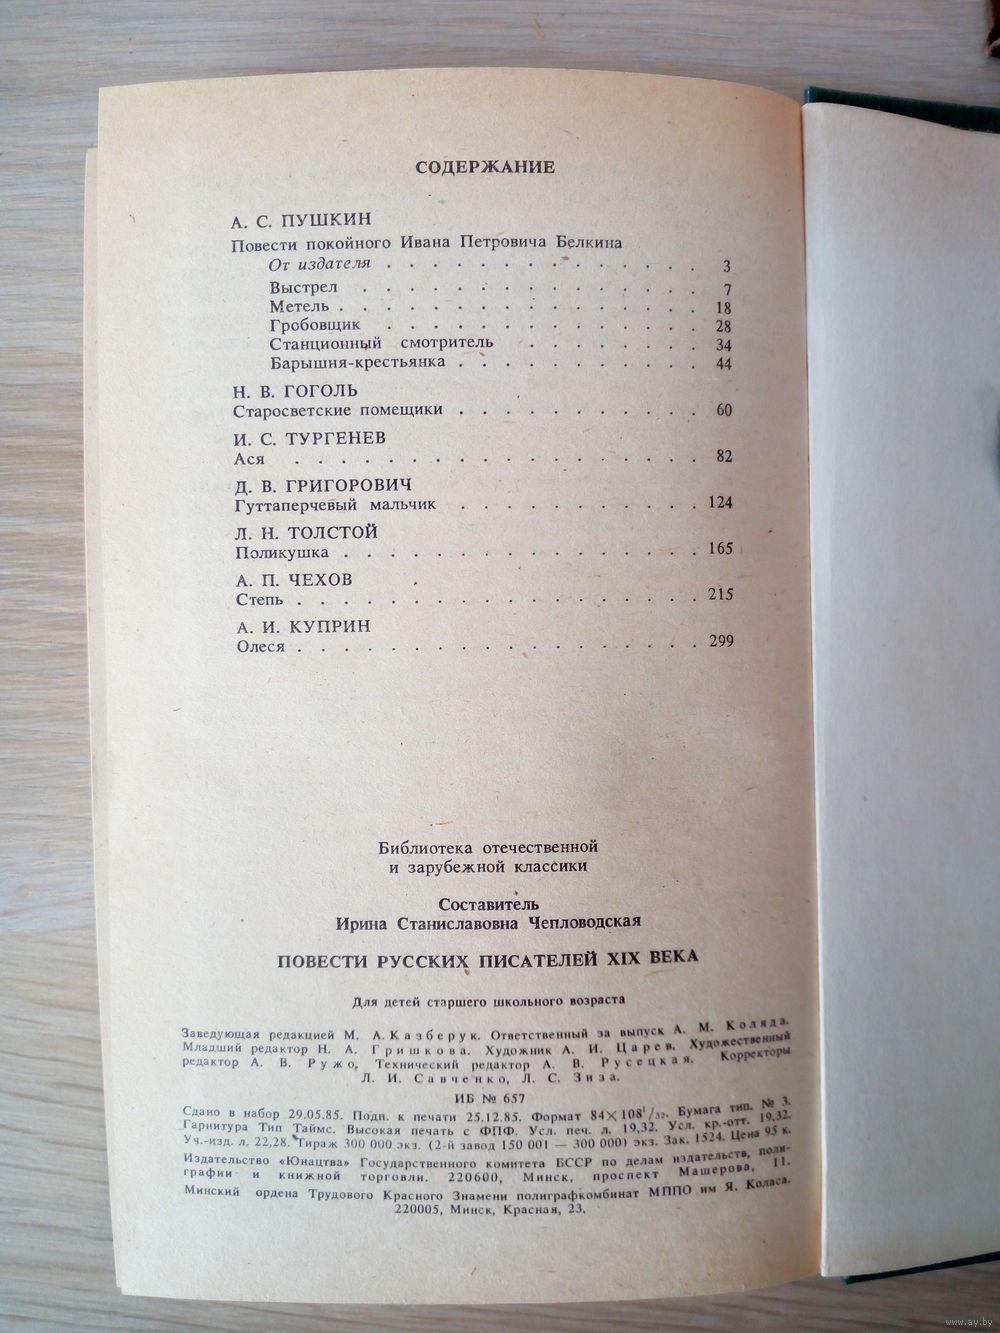 СОДЕРЖАНИЕ
А. С. ПУШКИН
Повести покойного Ивана Петровича Белкина
От издателя . . . . . . . . . . . . . . 3
Выстрел . . . . . . . . . . . . . . . 7
Метель . . . . . . . . . . . . . . . . 18
Гробовщик . . . . . . . . . . . . . . 28
Станционный смотритель . . . . . . . . 34
Барышня-крестьянка . . . . . . . . . . . 44
Н. В. ГОГОЛЬ
Старосветские помещики . . . . . . . . . . . 60
И. С. ТУРГЕНЕВ
Ася . . . . . . . . . . . . . . . . . . 82
Д. В. ГРИГОРОВИЧ
Гуттаперчевый мальчик . . . . . . . . . . . 124
Л. Н. ТОЛСТОЙ
Поликушка . . . . . . . . . . . . . . . . 165
А. П. ЧЕХОВ
Степь . . . . . . . . . . . . . . . . . . 215
А. И. КУПРИН
Олеся . . . . . . . . . . . . . . . . . . 299
Библиотека отечественной
и зарубежной классики
Составитель
Ирина Станиславовна Чепловодская
ПОВЕСТИ РУССКИХ ПИСАТЕЛЕЙ XIX ВЕКА
Для детей старшего школьного возраста
Заведующая редакцией М. А. Казберук. Ответственный за выпуск А. М. Коляда.
Младший редактор Н. А. Гришкова. Художник А. И. Царев. Художественный
редактор А. В. Ружо. Технический редактор А. В. Русецкая. Корректоры
Л. И. Савченко, Л. С. Зиза.
ИБ № 657
Сдано в набор 29.05.85. Подп. к печати 25.12.85. Формат 84×108¹/₃₂. Бумага тип. № 3.
Гарнитура Тип Таймс. Высокая печать с ФПФ. Усл. печ. л. 19,32. Усл. кр.-отт. 19,32.
Уч.-изд. л. 22,28. Тираж 300 000 экз. (2-й завод 150 001 — 300 000) экз. Зак. 1524. Цена 95 к.
Издательство «Юнацтва» Государственного комитета БССР по делам издательств, поли-
графии и книжной торговли. 220600, Минск, проспект Машерова, 11.
Минский ордена Трудового Красного Знамени полиграфкомбинат МППО им Я. Коласа.
220005, Минск, Красная, 23.
www.ay.by